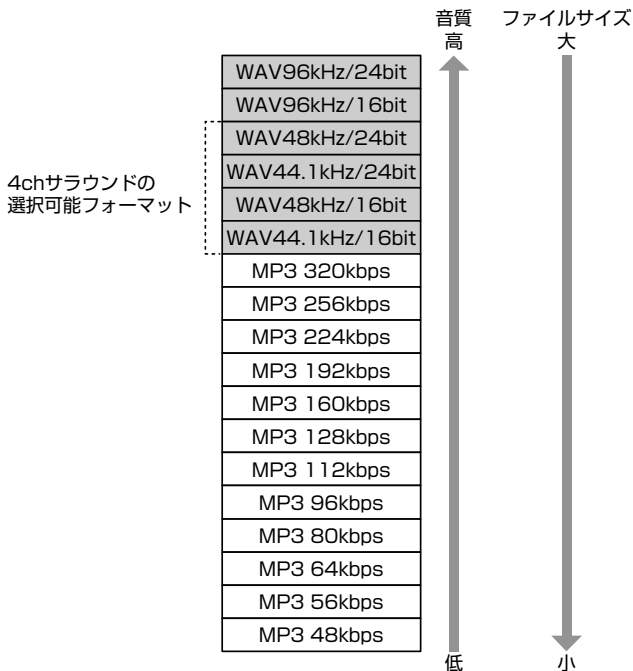 音質 ファイルサイズ
高 大
WAV96kHz/24bit
WAV96kHz/16bit
WAV48kHz/24bit
WAV44.1kHz/24bit
WAV48kHz/16bit
WAV44.1kHz/16bit
4chサラウンドの
選択可能フォーマット
MP3 320kbps
MP3 256kbps
MP3 224kbps
MP3 192kbps
MP3 160kbps
MP3 128kbps
MP3 112kbps
MP3 96kbps
MP3 80kbps
MP3 64kbps
MP3 56kbps
MP3 48kbps
低 小